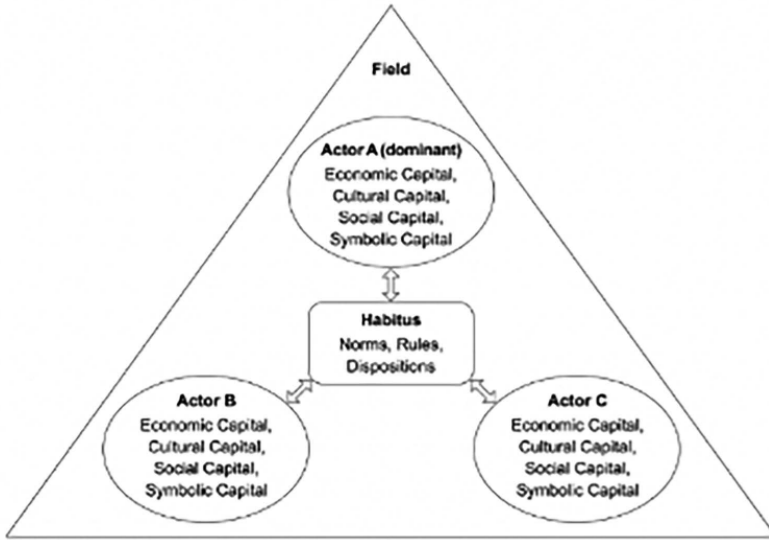 Field
Actor A (dominant)
Economic Capital,
Cultural Capital,
Social Capital,
Symbolic Capital
Habitus
Norms, Rules,
Dispositions
Actor B
Economic Capital,
Cultural Capital,
Social Capital,
Symbolic Capital
Actor C
Economic Capital,
Cultural Capital,
Social Capital,
Symbolic Capital